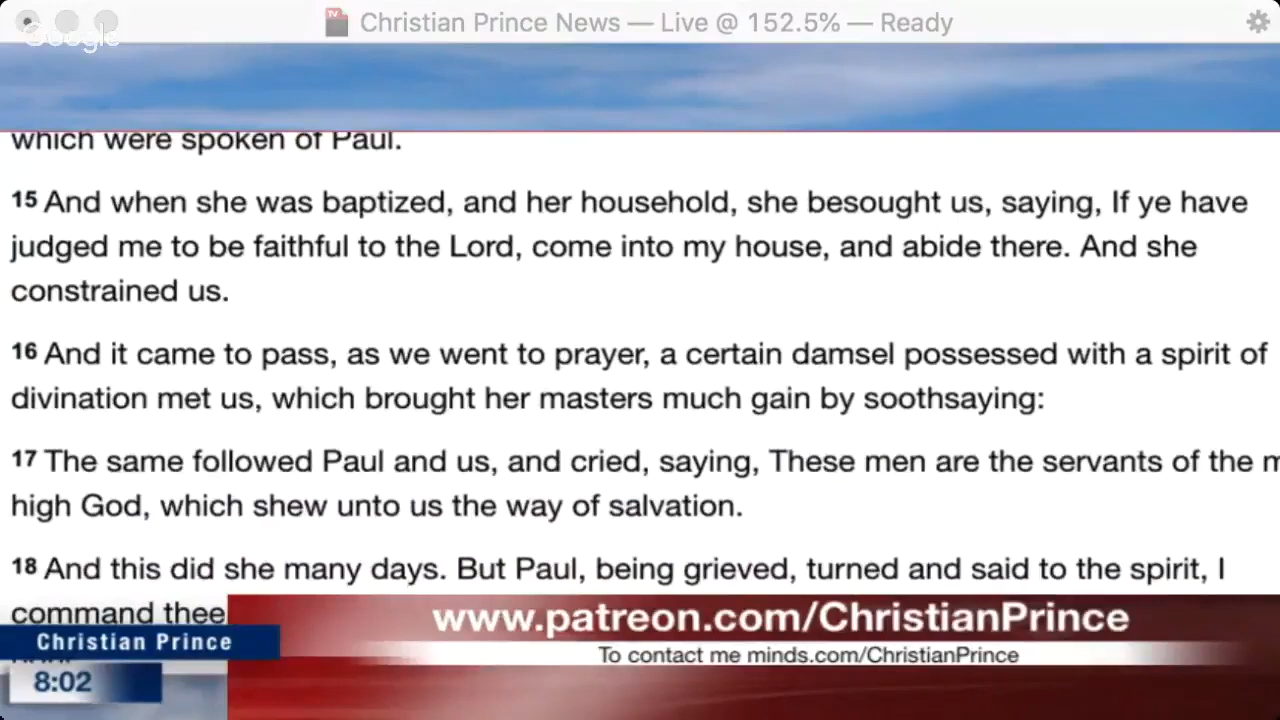 TV Christian Prince News — Live @ 152.5% — Ready
Google
which were spoken of Paul.
15 And when she was baptized, and her household, she besought us, saying, If ye have
judged me to be faithful to the Lord, come into my house, and abide there. And she
constrained us.
16 And it came to pass, as we went to prayer, a certain damsel possessed with a spirit of
divination met us, which brought her masters much gain by soothsaying:
17 The same followed Paul and us, and cried, saying, These men are the servants of the m
high God, which shew unto us the way of salvation.
18 And this did she many days. But Paul, being grieved, turned and said to the spirit, I
command thee
www.patreon.com/ChristianPrince
Christian Prince
To contact me minds.com/ChristianPrince
8:02